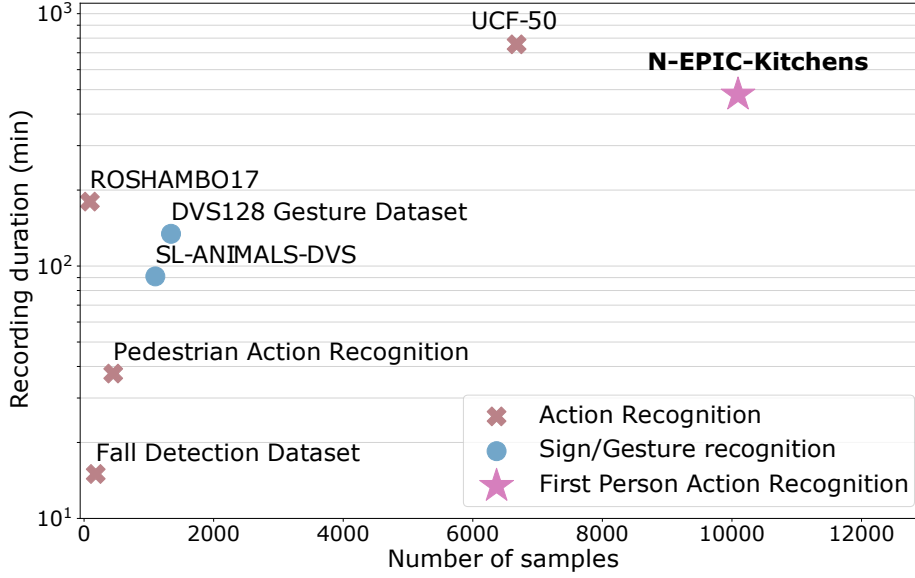 10³
UCF-50
N-EPIC-Kitchens
ROSHAMBO17
DVS128 Gesture Dataset
SL-ANIMALS-DVS
10²
Pedestrian Action Recognition
Fall Detection Dataset
10¹
Recording duration (min)
Action Recognition
Sign/Gesture recognition
First Person Action Recognition
0 2000 4000 6000 8000 10000 12000
Number of samples